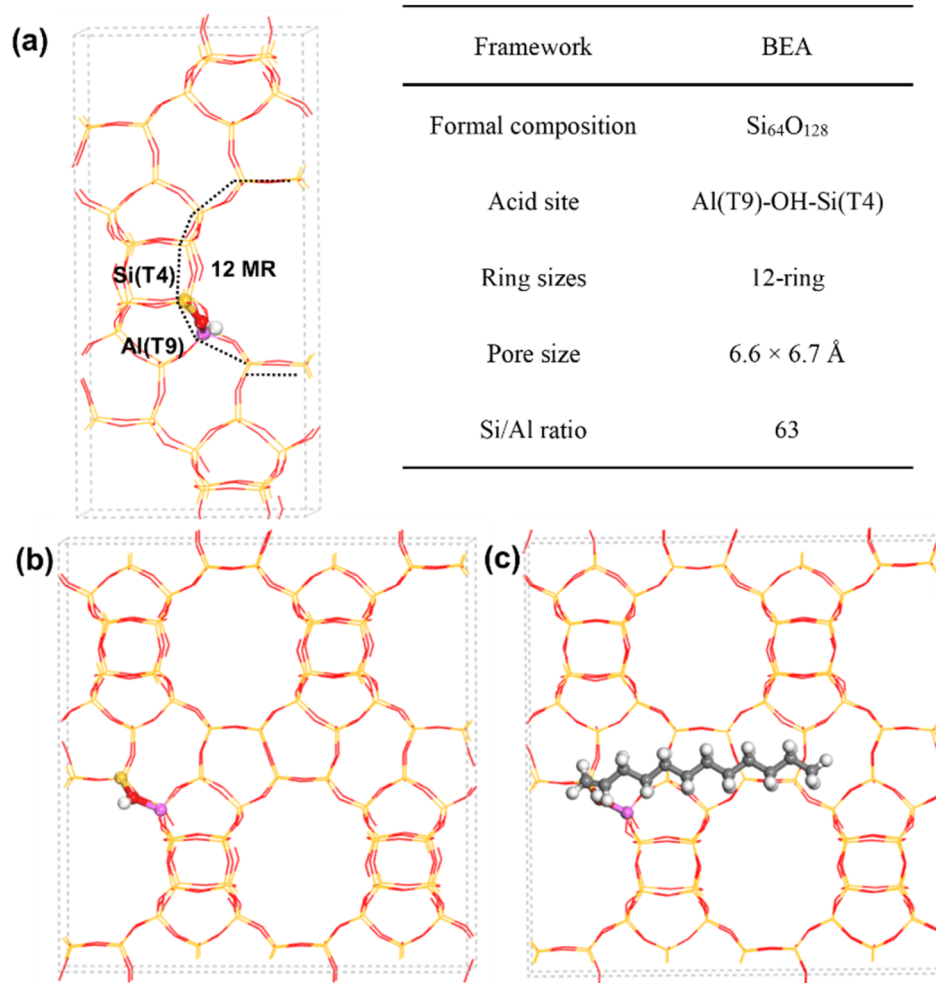 (a)
Si(T4)
12 MR
Al(T9)
Framework BEA
Formal composition Si₆₄O₁₂₈
Acid site Al(T9)-OH-Si(T4)
Ring sizes 12-ring
Pore size 6.6 × 6.7 Å
Si/Al ratio 63
(b)
(c)